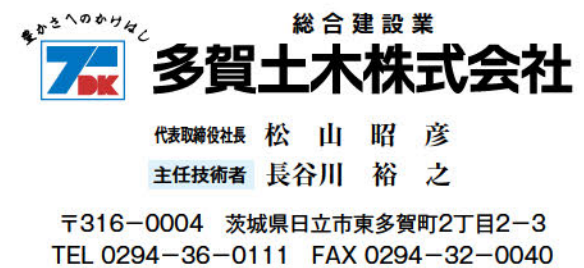 豊かさへのかけはし
総合建設業
TDK
多賀土木株式会社
代表取締役社長 松山昭彦
主任技術者 長谷川裕之
〒316-0004 茨城県日立市東多賀町2丁目2-3
TEL 0294-36-0111 FAX 0294-32-0040